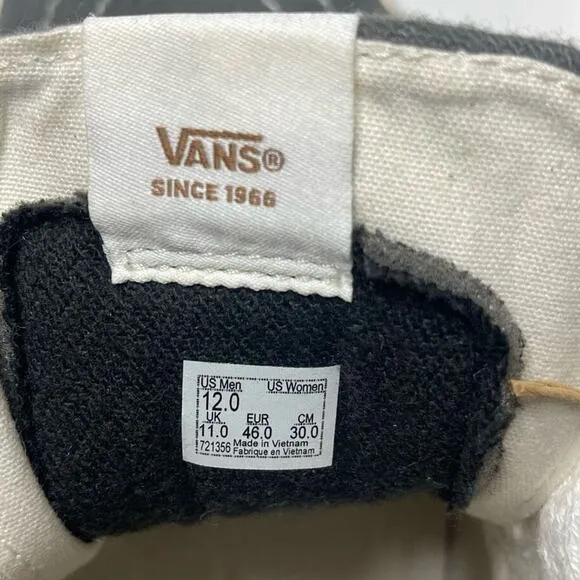 VANS®
SINCE 1966
US Men US Women
12.0
UK EUR CM
11.0 46.0 30.0
721356 Made in Vietnam
Fabrique en Vietnam